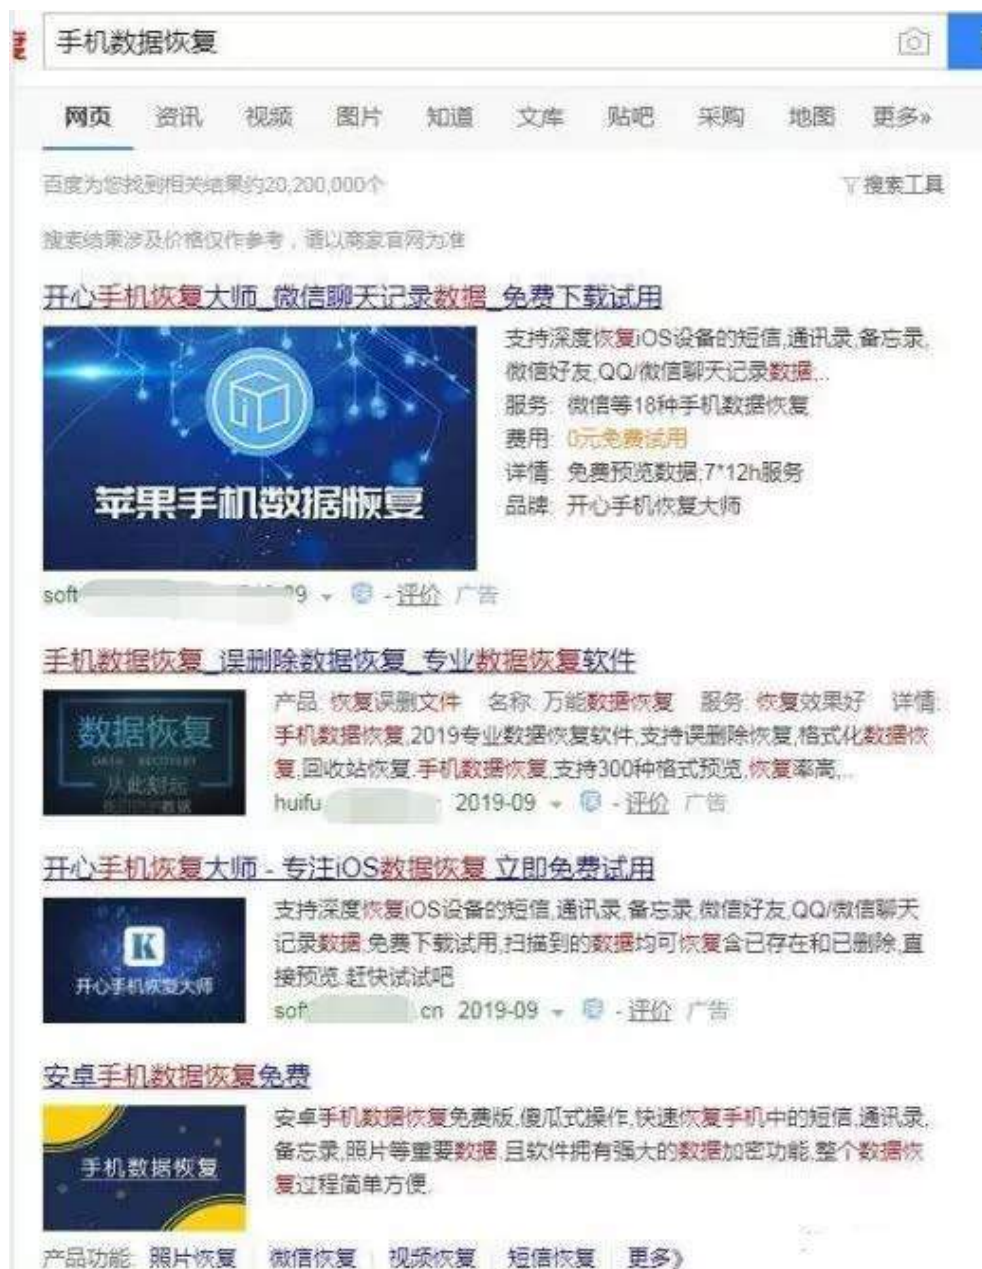 手机数据恢复
网页 资讯 视频 图片 知道 文库 贴吧 采购 地图 更多»
百度为您找到相关结果约20,200,000个 搜索工具
搜索结果涉及价格仅作参考，请以商家官网为准
开心手机恢复大师_微信聊天记录数据_免费下载试用
苹果手机数据恢复
支持深度恢复iOS设备的短信,通讯录,备忘录,
微信好友,QQ/微信聊天记录数据,..
服务: 微信等18种手机数据恢复
费用: 0元免费试用
详情: 免费预览数据;7*12h服务
品牌: 开心手机恢复大师
soft 09 - 评价 广告
手机数据恢复_误删除数据恢复_专业数据恢复软件
数据恢复
DATA RECOVERY
从此刻起
产品: 恢复误删文件 名称: 万能数据恢复 服务: 恢复效果好 详情:
手机数据恢复,2019专业数据恢复软件,支持误删除恢复,格式化数据恢
复,回收站恢复.手机数据恢复,支持300种格式预览,恢复率高,..
huifu 2019-09 - 评价 广告
开心手机恢复大师 - 专注iOS数据恢复 立即免费试用
K
开心手机恢复大师
支持深度恢复iOS设备的短信,通讯录,备忘录,微信好友,QQ/微信聊天
记录数据,免费下载试用,扫描到的数据均可恢复含已存在和已删除,直
接预览.赶快试试吧
sof .cn 2019-09 - 评价 广告
安卓手机数据恢复免费
手机数据恢复
安卓手机数据恢复免费版,傻瓜式操作,快速恢复手机中的短信,通讯录,
备忘录,照片等重要数据.且软件拥有强大的数据加密功能,整个数据恢
复过程简单方便.
产品功能: 照片恢复 微信恢复 视频恢复 短信恢复 更多》